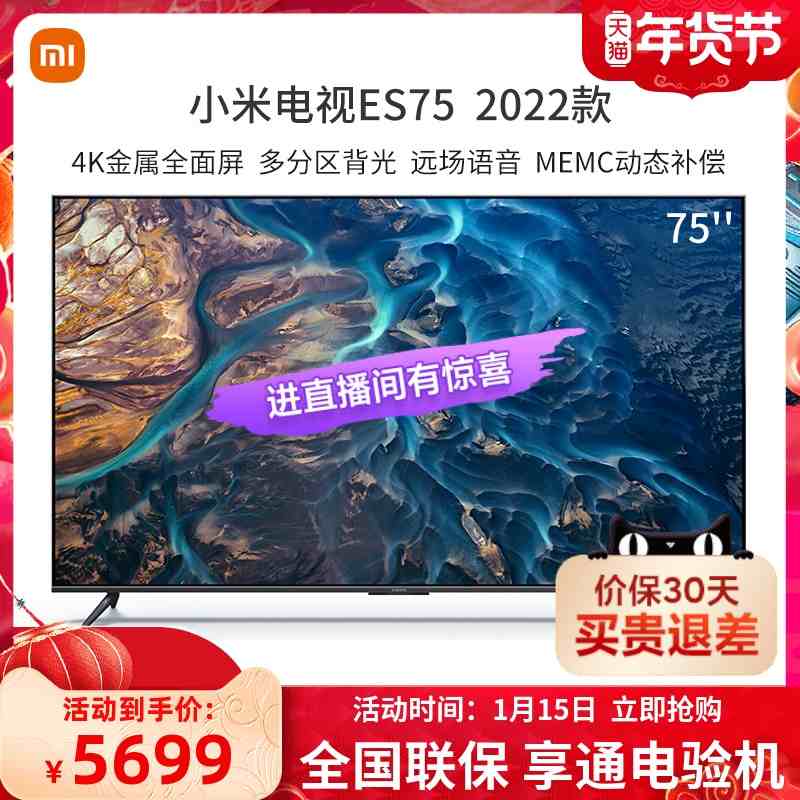 mi
天猫
年货节
小米电视ES75 2022款
4K金属全面屏 多分区背光 远场语音 MEMC动态补偿
75''
进直播间有惊喜
价保30天
买贵退差
活动到手价:
¥5699
活动时间: 1月15日 立即抢购
全国联保 享通电验机